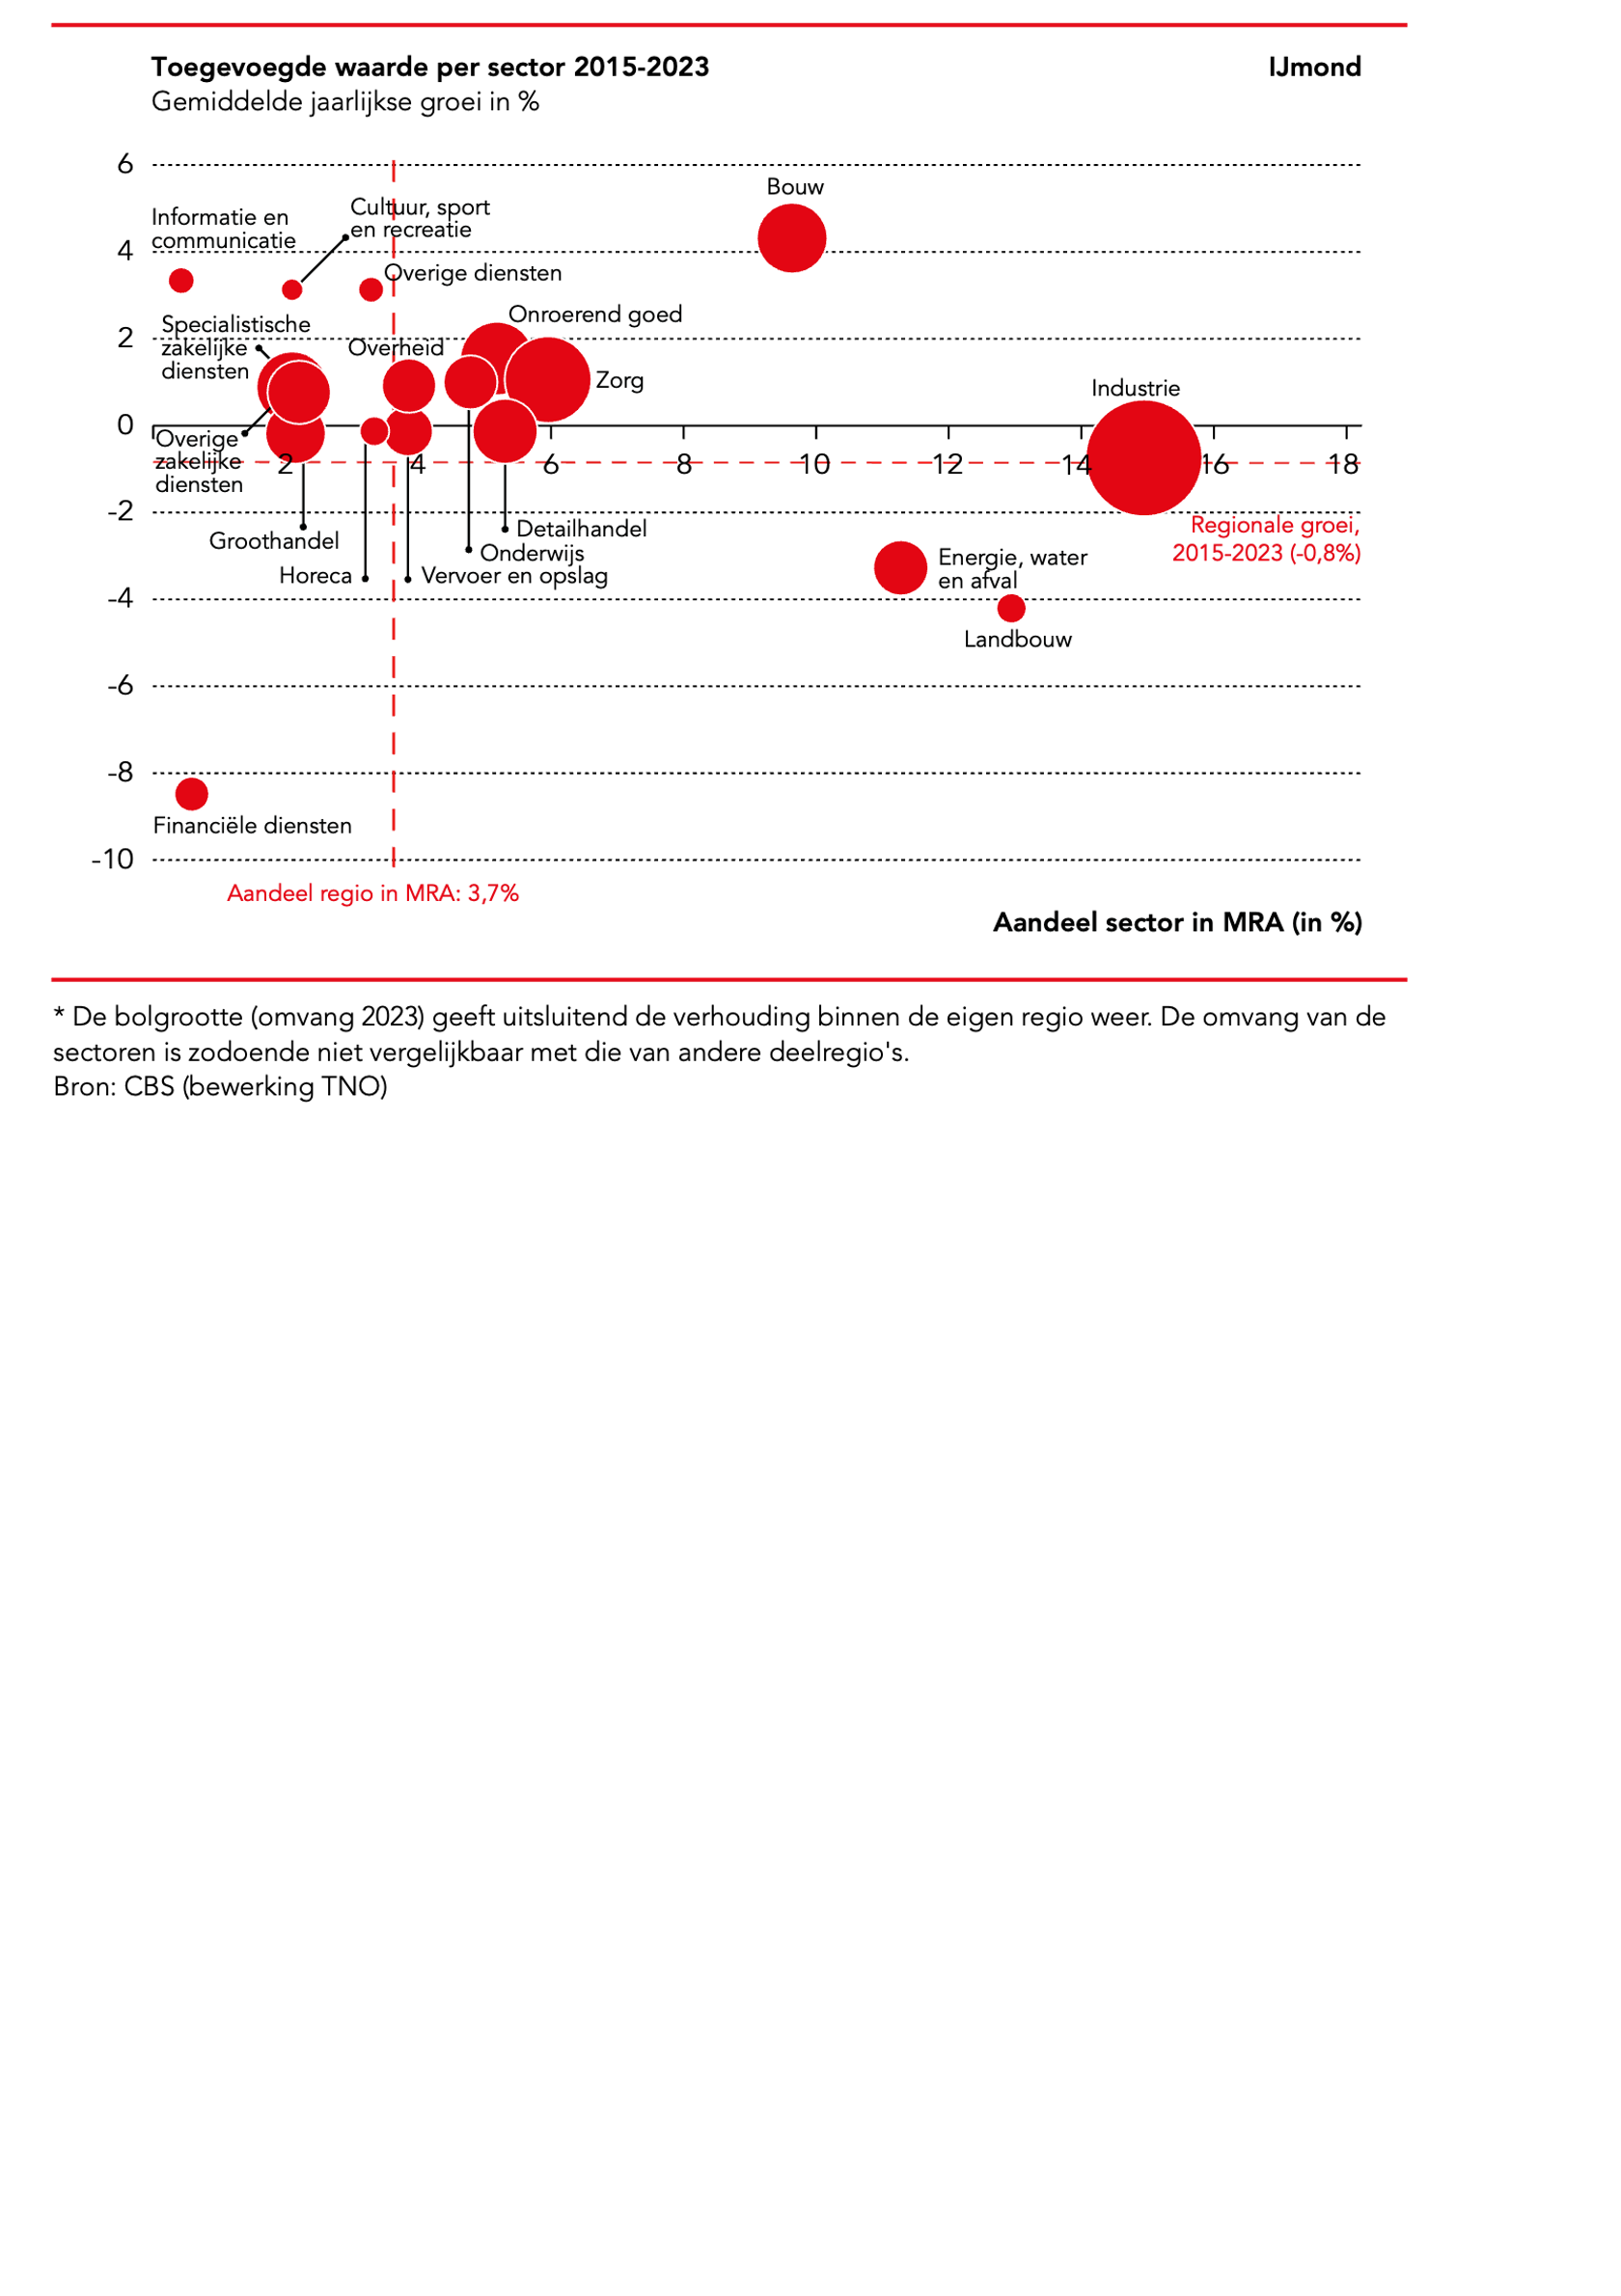 Toegevoegde waarde per sector 2015-2023
IJmond
Gemiddelde jaarlijkse groei in %
6
4
2
0
-2
-4
-6
-8
-10
2
4
6
8
10
12
14
16
18
Informatie en
communicatie
Cultuur, sport
en recreatie
Overige diensten
Bouw
Specialistische
zakelijke
diensten
Overheid
Onroerend goed
Zorg
Industrie
Overige
zakelijke
diensten
Groothandel
Horeca
Vervoer en opslag
Onderwijs
Detailhandel
Energie, water
en afval
Landbouw
Regionale groei,
2015-2023 (-0,8%)
Financiële diensten
Aandeel regio in MRA: 3,7%
Aandeel sector in MRA (in %)
* De bolgrootte (omvang 2023) geeft uitsluitend de verhouding binnen de eigen regio weer. De omvang van de
sectoren is zodoende niet vergelijkbaar met die van andere deelregio's.
Bron: CBS (bewerking TNO)